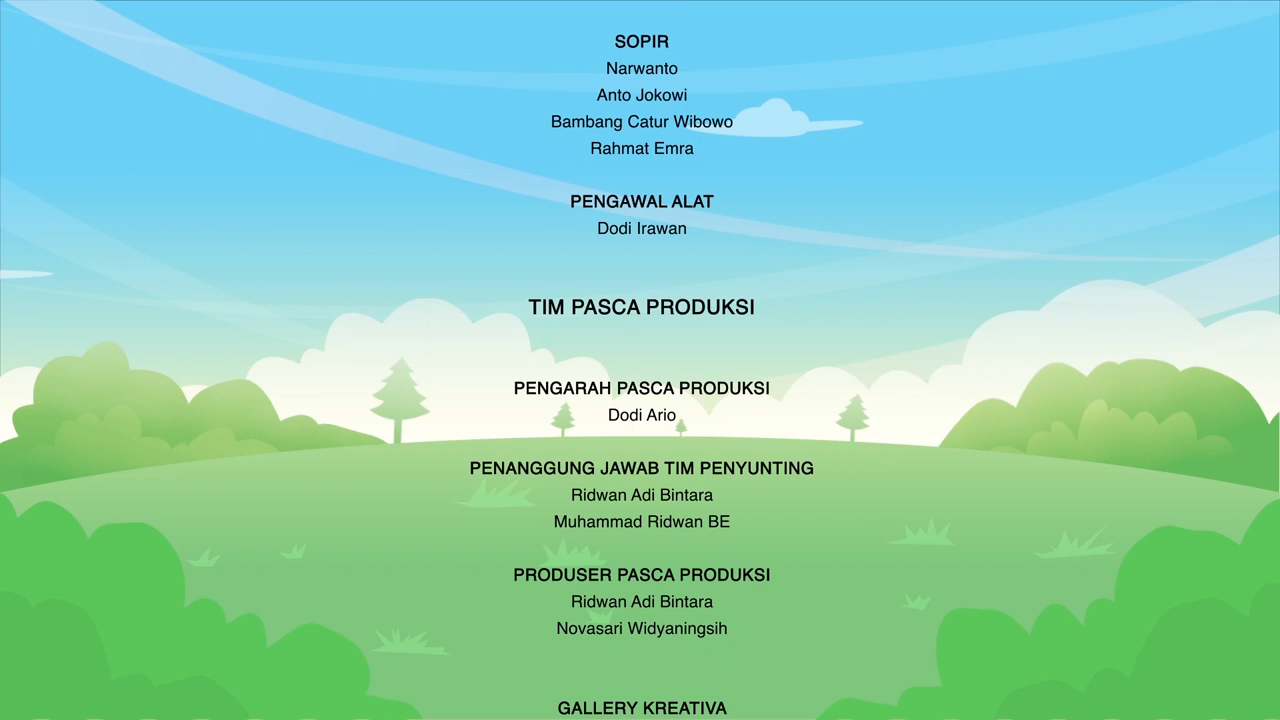 SOPIR
Narwanto
Anto Jokowi
Bambang Catur Wibowo
Rahmat Emra
PENGAWAL ALAT
Dodi Irawan
TIM PASCA PRODUKSI
PENGARAH PASCA PRODUKSI
Dodi Ario
PENANGGUNG JAWAB TIM PENYUNTING
Ridwan Adi Bintara
Muhammad Ridwan BE
PRODUSER PASCA PRODUKSI
Ridwan Adi Bintara
Novasari Widyaningsih
GALLERY KREATIVA